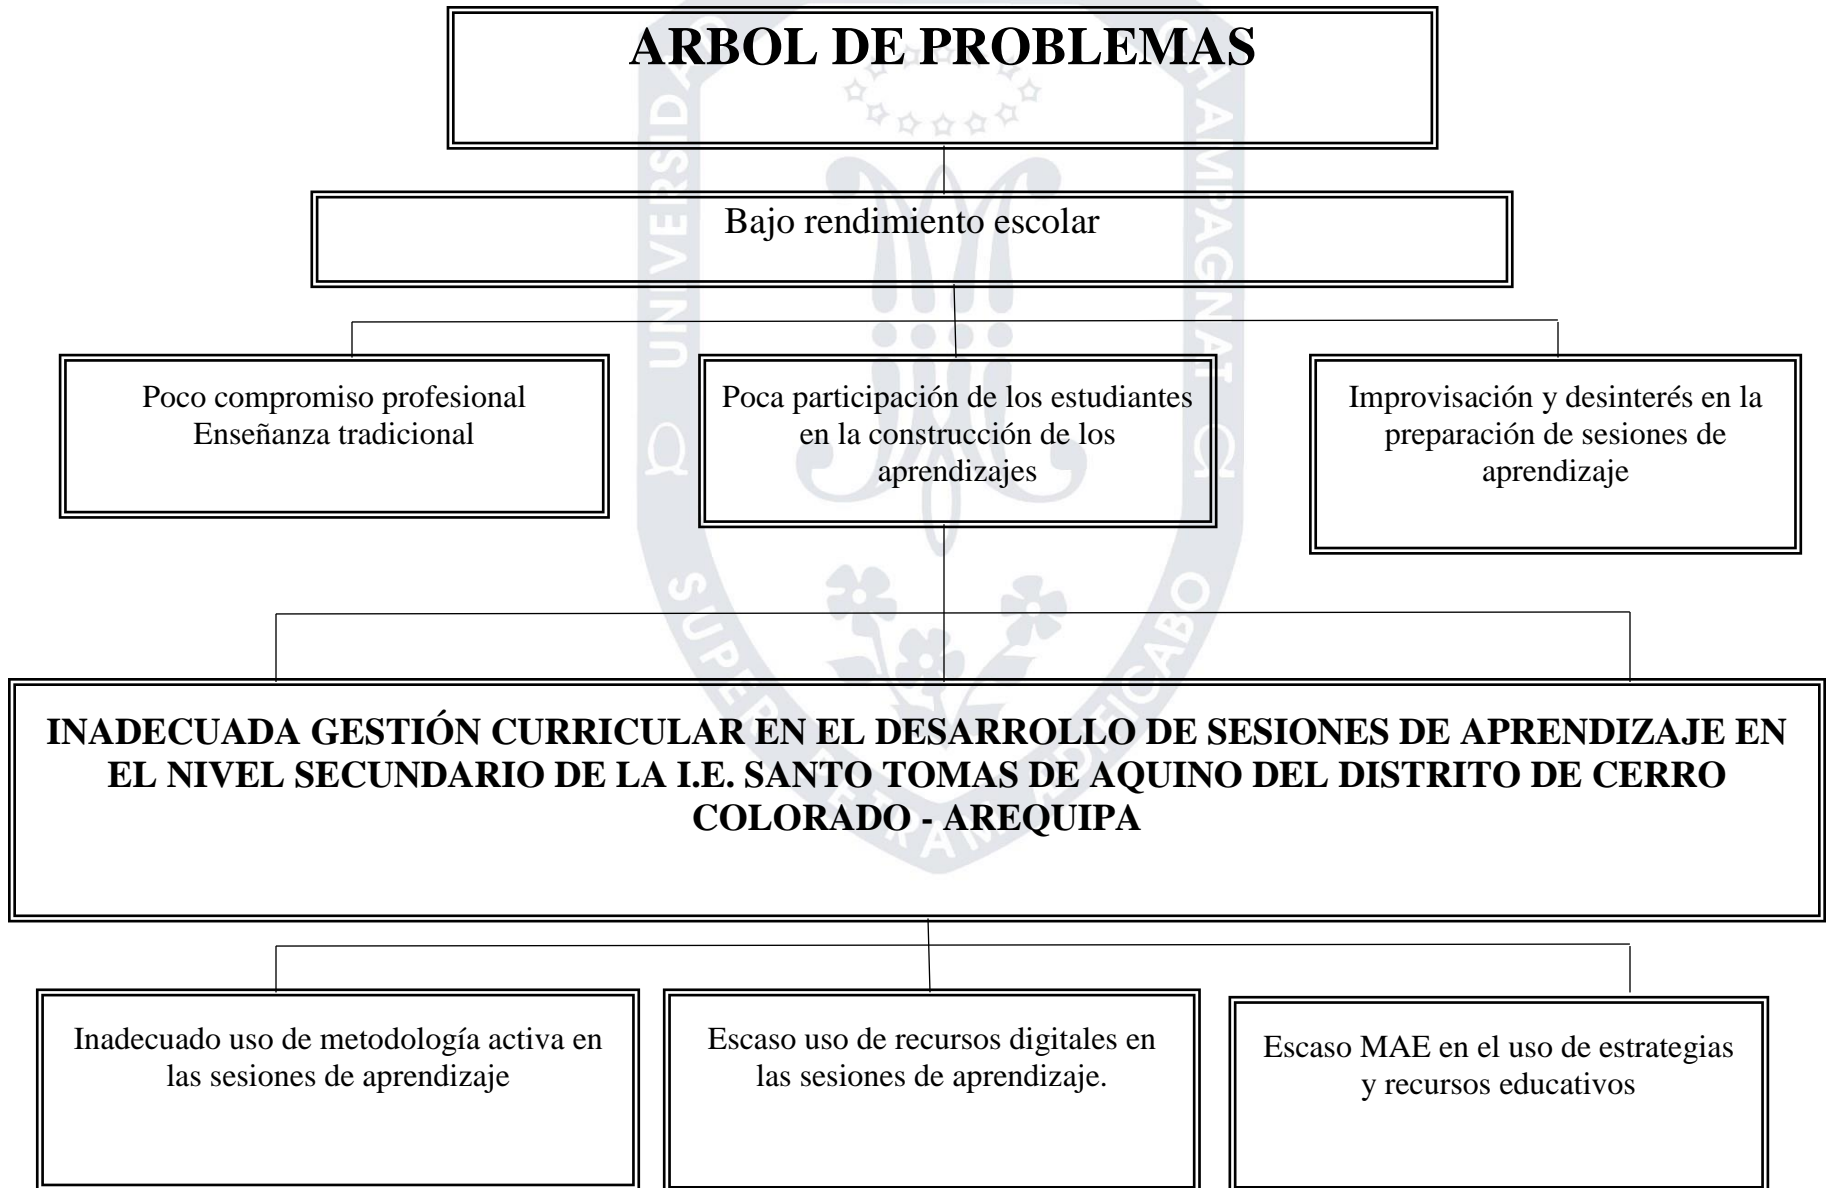 ARBOL DE PROBLEMAS
Bajo rendimiento escolar
Poco compromiso profesional
Enseñanza tradicional
Poca participación de los estudiantes
en la construcción de los
aprendizajes
Improvisación y desinterés en la
preparación de sesiones de
aprendizaje
INADECUADA GESTIÓN CURRICULAR EN EL DESARROLLO DE SESIONES DE APRENDIZAJE EN
EL NIVEL SECUNDARIO DE LA I.E. SANTO TOMAS DE AQUINO DEL DISTRITO DE CERRO
COLORADO - AREQUIPA
Inadecuado uso de metodología activa en
las sesiones de aprendizaje
Escaso uso de recursos digitales en
las sesiones de aprendizaje.
Escaso MAE en el uso de estrategias
y recursos educativos
UNIVERSIDAD
CHAMPAGNAT